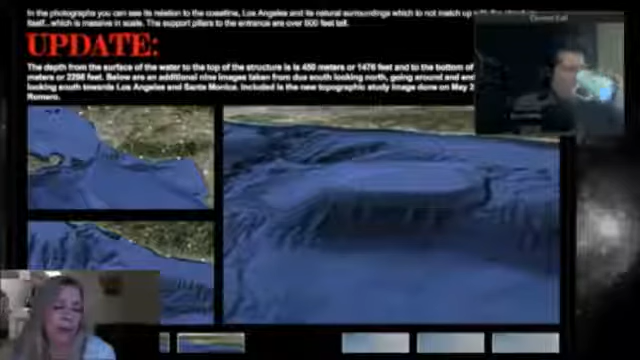 In the photographs you can see its relation to the coastline, Los Angeles and its natural surroundings which to not match up
itself... which is massive in scale. The support pillars to the entrance are over 600 feet tall.
UPDATE:
The depth from the surface of the water to the top of the structure is is 450 meters or 1476 feet and to the bottom of
meters or 2298 feet. Below are an additional nine images taken from due south looking north, going around and
looking south towards Los Angeles and Santa Monica. Included is the new topographic study image done on May
Romero.